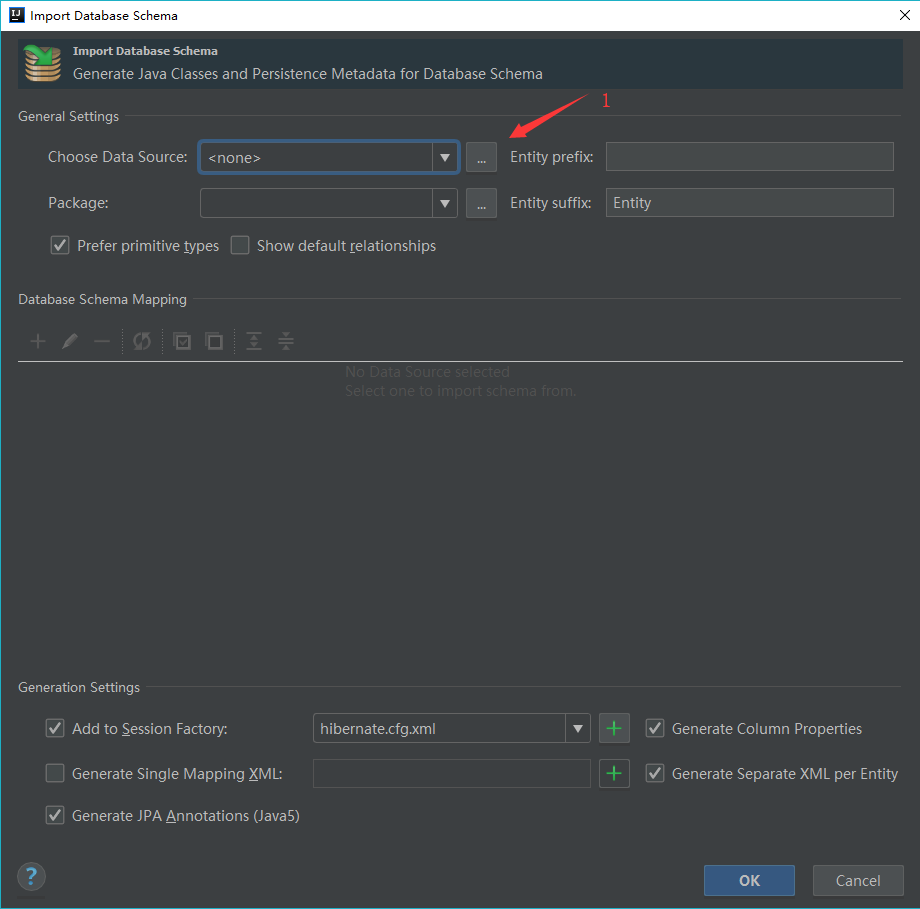 Import Database Schema
Import Database Schema
Generate Java Classes and Persistence Metadata for Database Schema
1
General Settings
Choose Data Source: <none> ... Entity prefix:
Package: ... Entity suffix: Entity
Prefer primitive types Show default relationships
Database Schema Mapping
No Data Source selected
Select one to import schema from.
Generation Settings
Add to Session Factory: hibernate.cfg.xml Generate Column Properties
Generate Single Mapping XML: Generate Separate XML per Entity
Generate JPA Annotations (Java5)
? OK Cancel